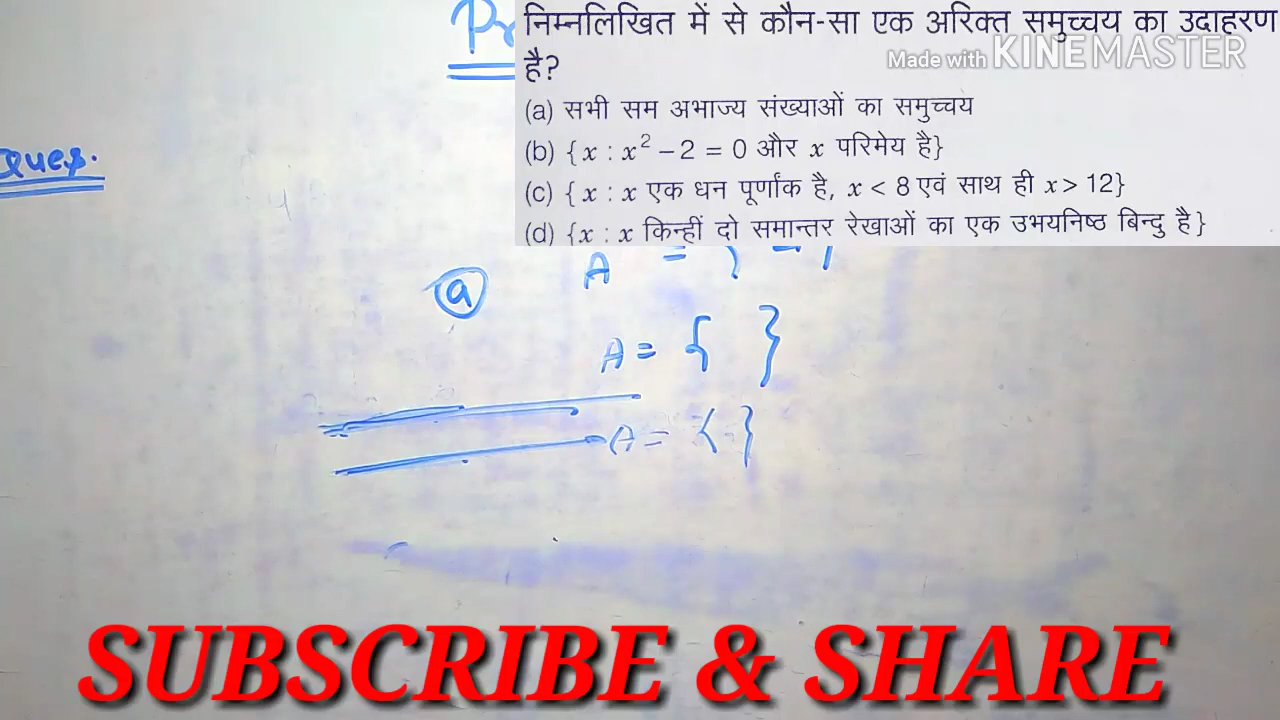 निम्नलिखित में से कौन-सा एक अरिक्त समुच्चय का उदाहरण
है?
Made with KINEMASTER
(a) सभी सम अभाज्य संख्याओं का समुच्चय
(b) {x : x² – 2 = 0 और x परिमेय है}
(c) {x : x एक धन पूर्णांक है, x < 8 एवं साथ ही x > 12}
(d) {x : x किन्हीं दो समान्तर रेखाओं का एक उभयनिष्ठ बिन्दु है}
Ques.
(a)
A = { }
A = { }
SUBSCRIBE & SHARE